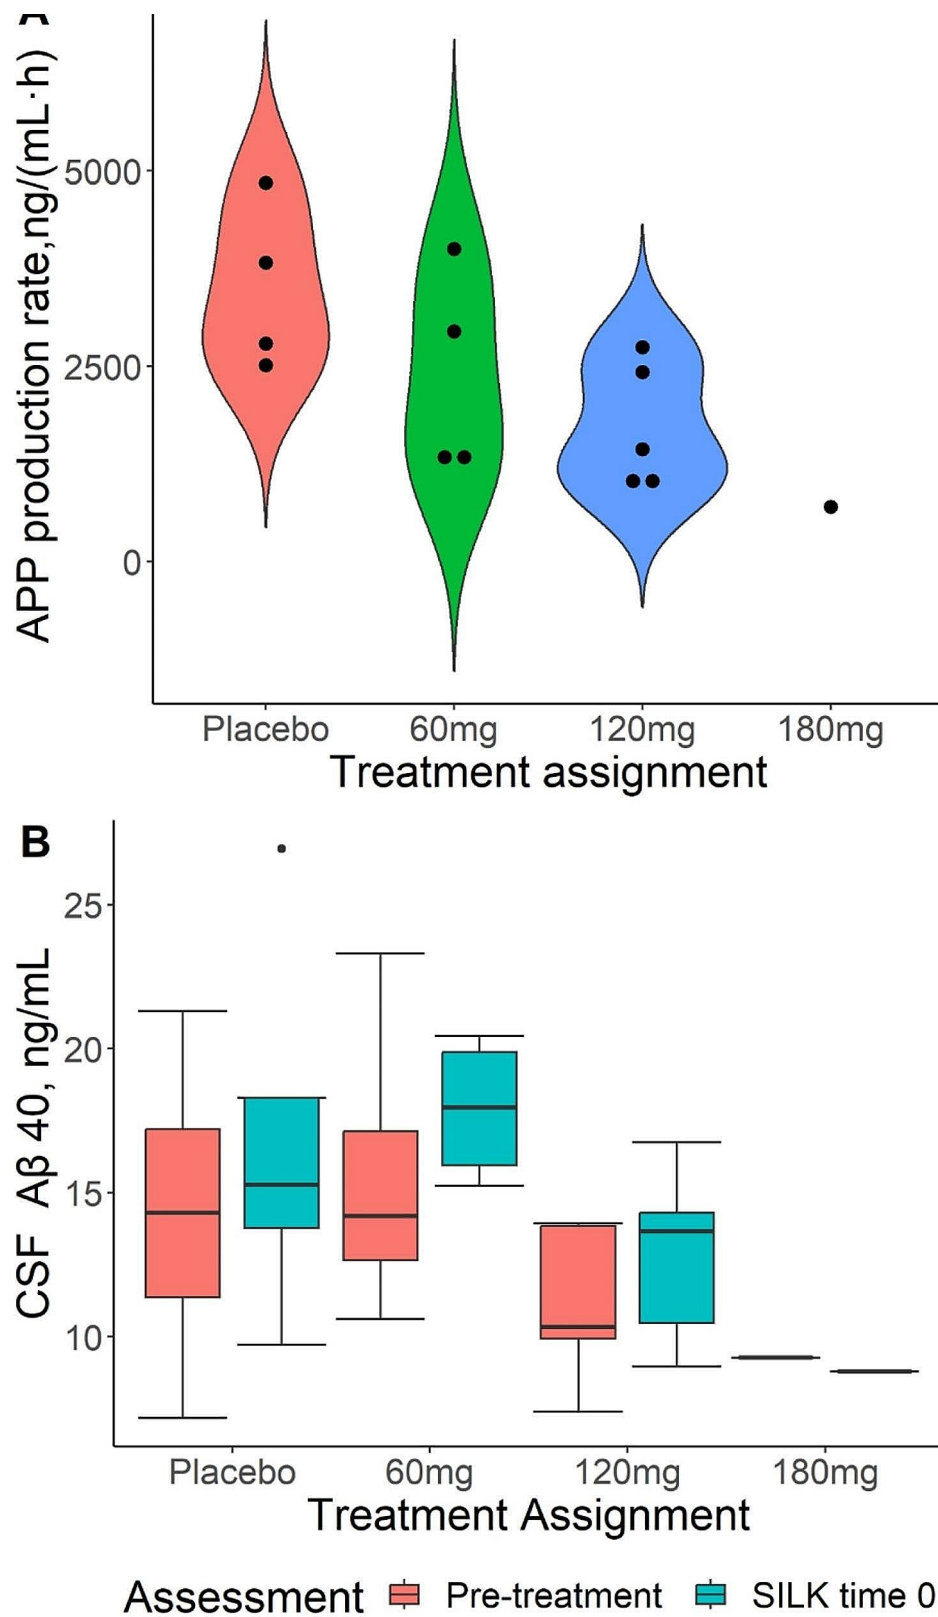 A
APP production rate,ng/(mL·h)
5000
2500
0
Placebo 60mg 120mg 180mg
Treatment assignment
B
CSF Aβ 40, ng/mL
25
20
15
10
Placebo 60mg 120mg 180mg
Treatment Assignment
Assessment Pre-treatment SILK time 0